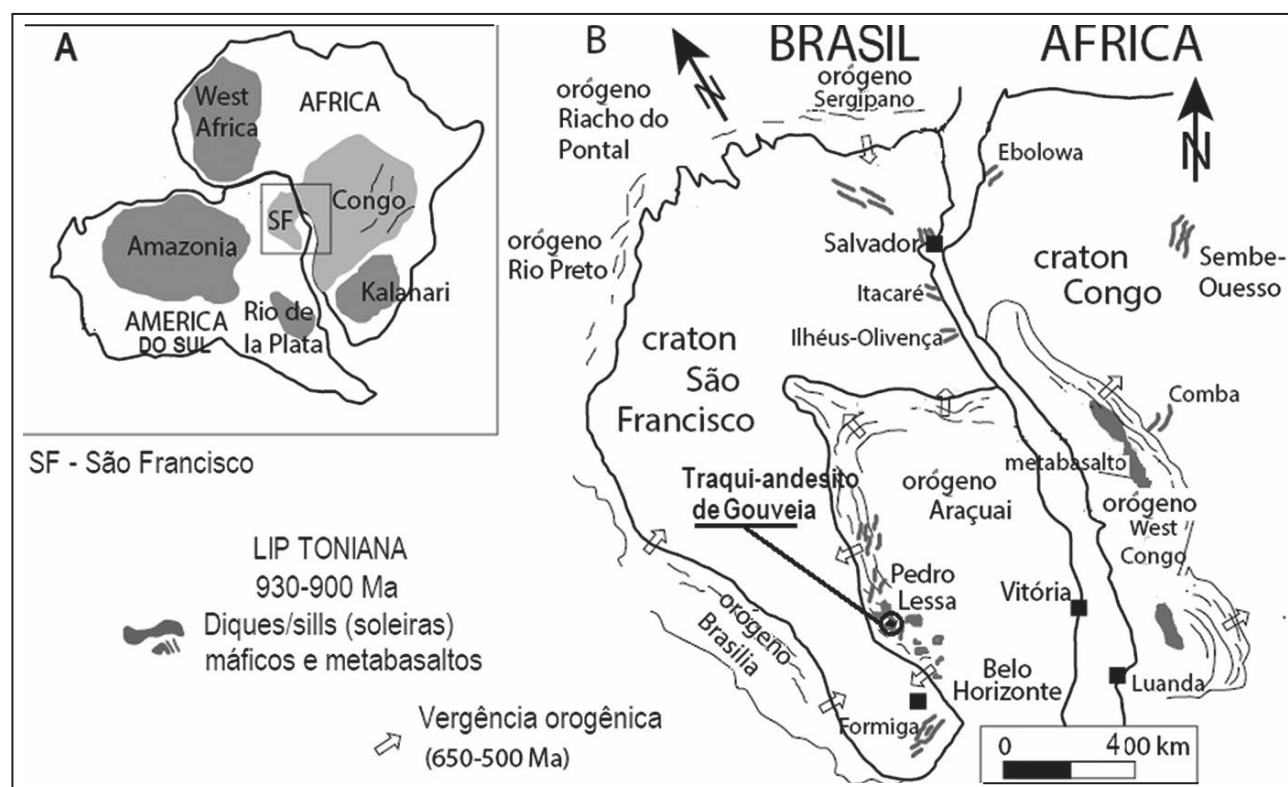 A
West
Africa
AFRICA
Congo
SF
Amazonia
Kalahari
AMERICA
DO SUL
Rio de
la Plata
SF - São Francisco
LIP TONIANA
930-900 Ma
Diques/sills (soleiras)
máficos e metabasaltos
Vergência orogênica
(650-500 Ma)
B
BRASIL
AFRICA
N
N
orógeno
Riacho do
Pontal
orógeno
Sergipano
Ebolowa
orógeno
Rio Preto
Salvador
Sembe-
Ouesso
craton
Congo
Itacaré
Ilhéus-Olivença
craton
São
Francisco
Comba
metabasalto
Traqui-andesito
de Gouveia
orógeno
Araçuai
orógeno
West
Congo
Pedro
Lessa
Vitória
orógeno
Brasilia
Belo
Horizonte
Luanda
Formiga
0
400 km